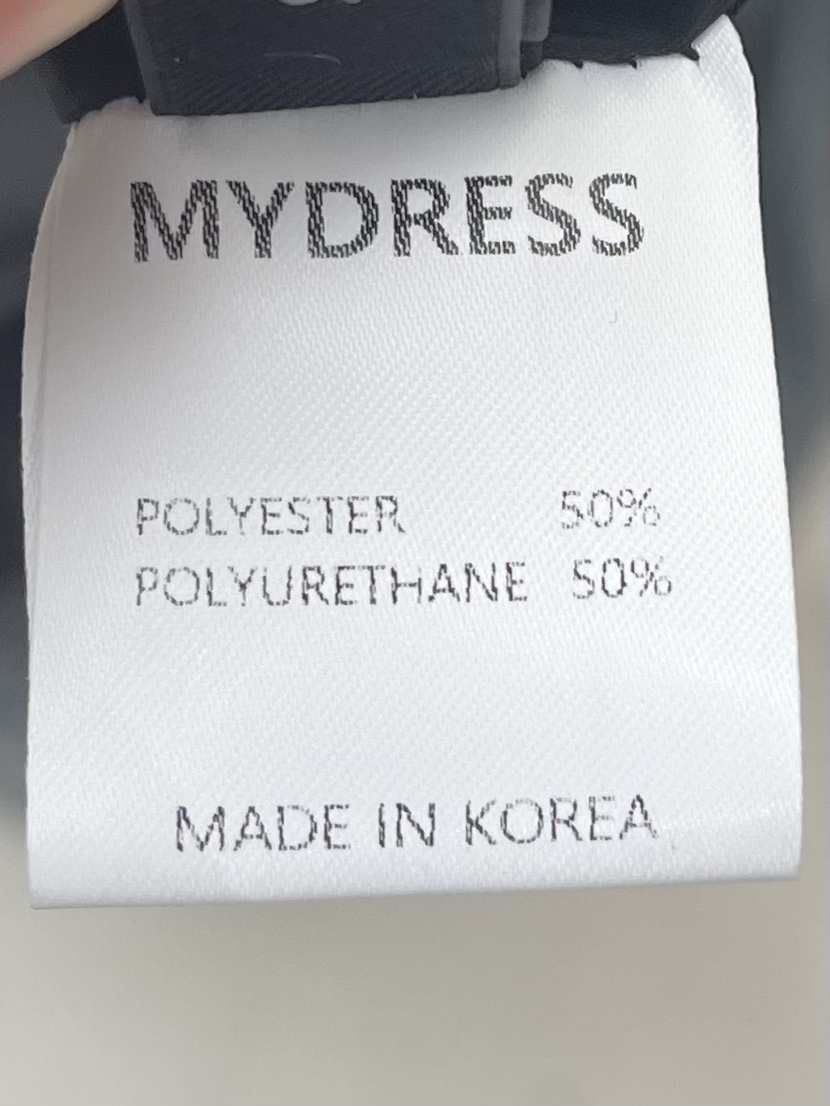 MYDRESS
POLYESTER 50%
POLYURETHANE 50%
MADE IN KOREA